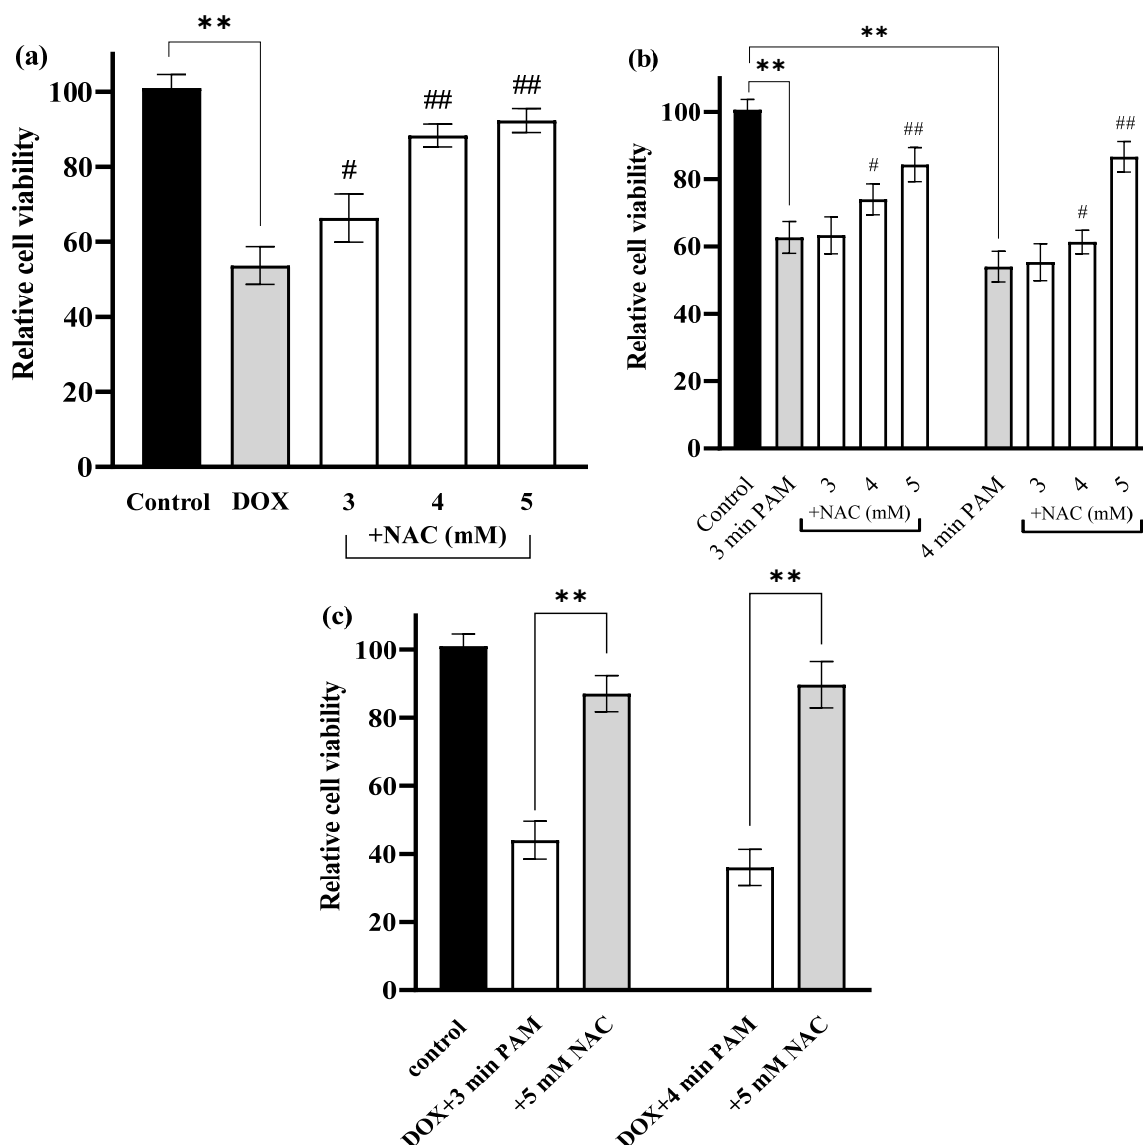 (a)
**
Relative cell viability
100
80
60
40
20
0
#
##
##
Control DOX 3 4 5
+NAC (mM)
(b)
**
**
Relative cell viability
100
80
60
40
20
0
#
##
#
##
Control
3 min PAM
3
4
5
+NAC (mM)
4 min PAM
3
4
5
+NAC (mM)
(c)
**
**
Relative cell viability
100
80
60
40
20
0
control
DOX+3 min PAM
+5 mM NAC
DOX+4 min PAM
+5 mM NAC